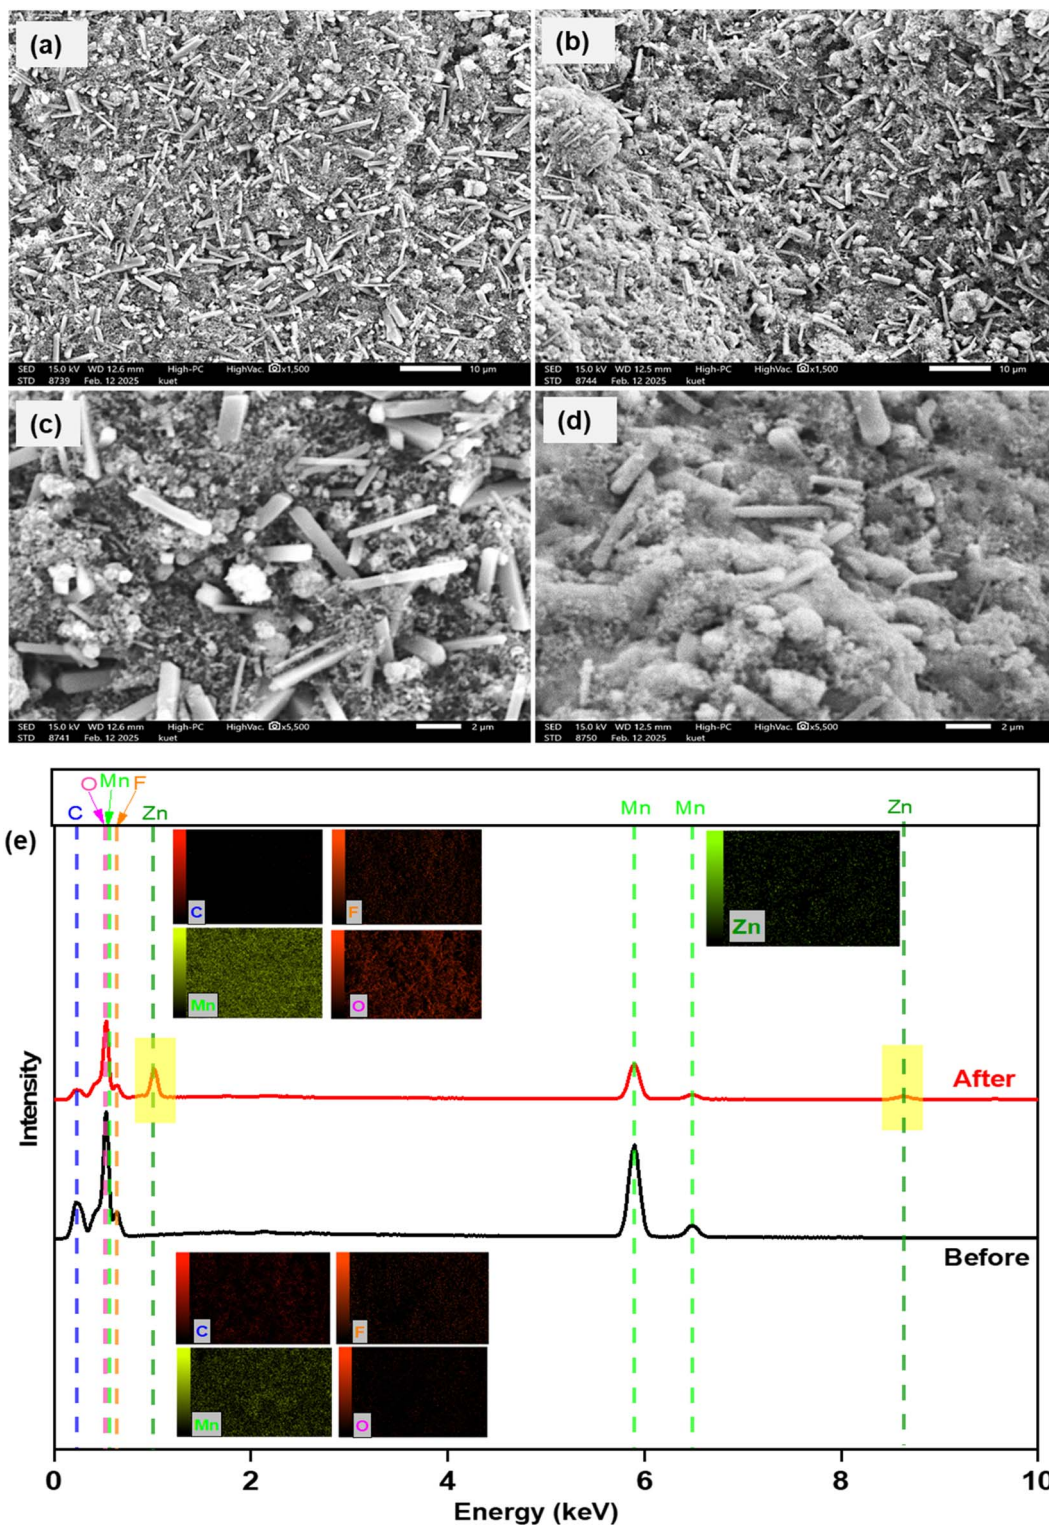 (a)
SED 15.0 kV WD 12.6 mm High-PC HighVac. x1,500 10 µm
STD 8739 Feb. 12 2025 kuet
(b)
SED 15.0 kV WD 12.5 mm High-PC HighVac. x1,500 10 µm
STD 8744 Feb. 12 2025 kuet
(c)
SED 15.0 kV WD 12.6 mm High-PC HighVac. x5,500 2 µm
STD 8741 Feb. 12 2025 kuet
(d)
SED 15.0 kV WD 12.5 mm High-PC HighVac. x5,500 2 µm
STD 8750 Feb. 12 2025 kuet
O Mn F
C Zn Mn Mn Zn
(e)
C F
Zn
Mn O
After
Intensity
Before
C F
Mn O
0 2 4 6 8 10
Energy (keV)